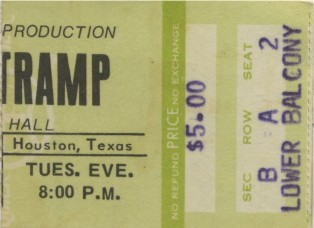 PRODUCTION
TRAMP
HALL
Houston, Texas
TUES. EVE.
8:00 P.M.
NO REFUND PRICE NO EXCHANGE
$5.00
SEC ROW SEAT
B A 2
LOWER BALCONY